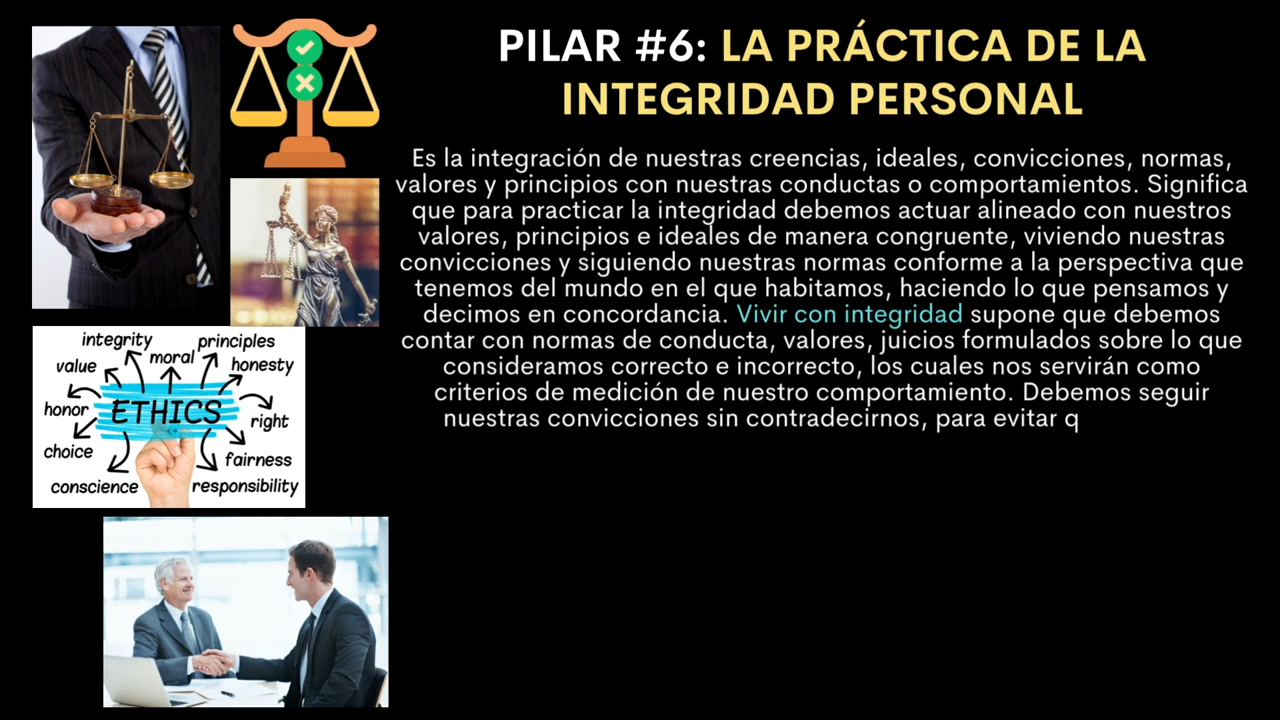 PILAR #6: LA PRÁCTICA DE LA
INTEGRIDAD PERSONAL
Es la integración de nuestras creencias, ideales, convicciones, normas,
valores y principios con nuestras conductas o comportamientos. Significa
que para practicar la integridad debemos actuar alineado con nuestros
valores, principios e ideales de manera congruente, viviendo nuestras
convicciones y siguiendo nuestras normas conforme a la perspectiva que
tenemos del mundo en el que habitamos, haciendo lo que pensamos y
decimos en concordancia. Vivir con integridad supone que debemos
contar con normas de conducta, valores, juicios formulados sobre lo que
consideramos correcto e incorrecto, los cuales nos servirán como
criterios de medición de nuestro comportamiento. Debemos seguir
nuestras convicciones sin contradecirnos, para evitar q
integrity
principles
value
moral
honesty
honor
ETHICS
right
choice
fairness
conscience
responsibility